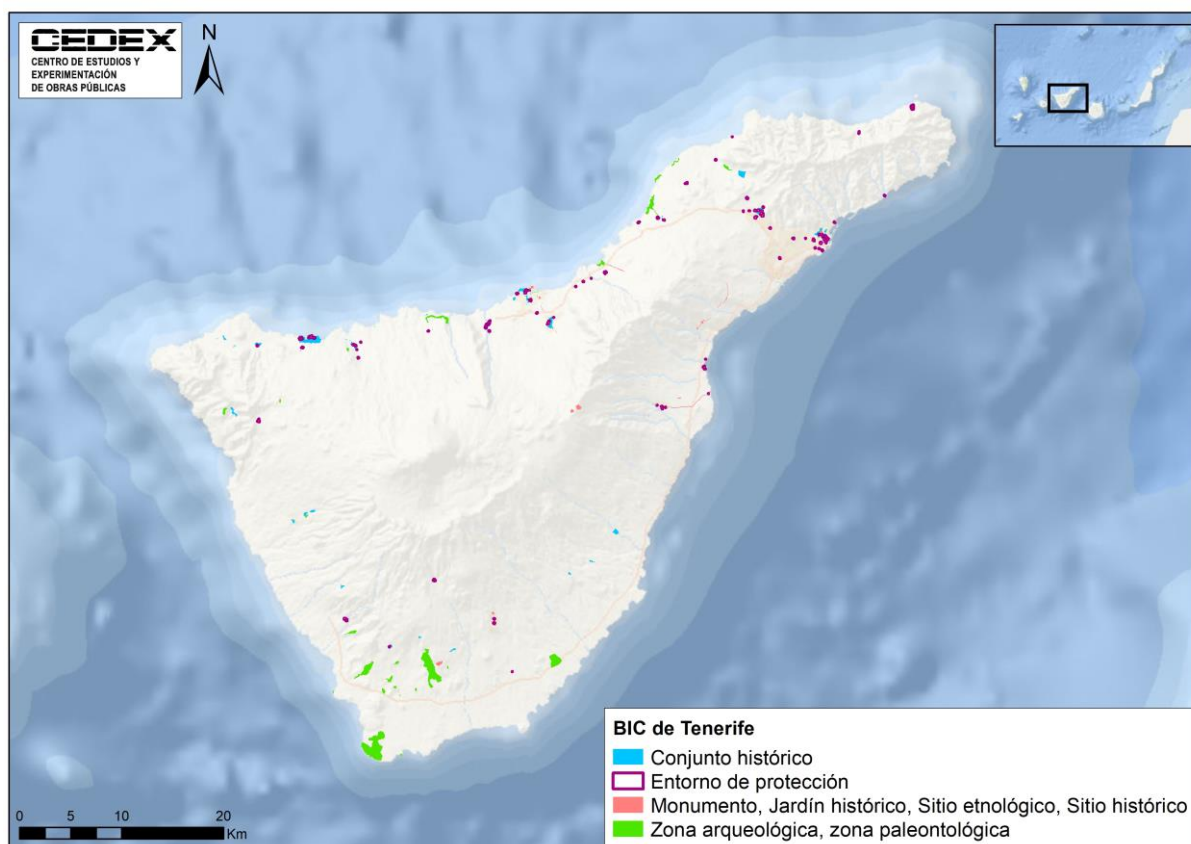 CEDEX
CENTRO DE ESTUDIOS Y
EXPERIMENTACIÓN
DE OBRAS PÚBLICAS
N
BIC de Tenerife
Conjunto histórico
Entorno de protección
Monumento, Jardín histórico, Sitio etnológico, Sitio histórico
Zona arqueológica, zona paleontológica
0 5 10 20
Km